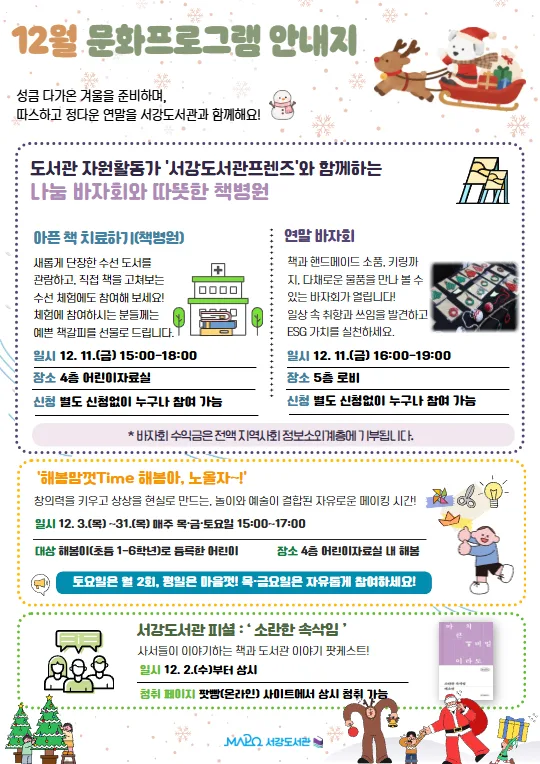 12월 문화프로그램 안내지
성큼 다가온 겨울을 준비하며,
따스하고 정다운 연말을 서강도서관과 함께해요!
도서관 자원활동가 '서강도서관프렌즈'와 함께하는
나눔 바자회와 따뜻한 책병원
아픈 책 치료하기(책병원)
새롭게 단장한 수선 도서를
관람하고, 직접 책을 고쳐보는
수선 체험에도 참여해 보세요!
체험에 참여하시는 분들께는
예쁜 책갈피를 선물로 드립니다.
일시 12. 11.(금) 15:00-18:00
장소 4층 어린이자료실
신청 별도 신청없이 누구나 참여 가능
연말 바자회
책과 핸드메이드 소품, 키링까
지, 다채로운 물품을 만나 볼 수
있는 바자회가 열립니다!
일상 속 취향과 쓰임을 발견하고
ESG 가치를 실천하세요.
일시 12. 11.(금) 16:00-19:00
장소 5층 로비
신청 별도 신청없이 누구나 참여 가능
* 바자회 수익금은 전액 지역사회 정보소외계층에 기부됩니다.
'해봄맘껏Time 해봄아, 노올자~!'
창의력을 키우고 상상을 현실로 만드는, 놀이와 예술이 결합된 자유로운 메이킹 시간!
일시 12. 3.(목) ~31.(목) 매주 목·금·토요일 15:00~17:00
대상 해봄이(초등 1-6학년)로 등록한 어린이 장소 4층 어린이자료실 내 해봄
토요일은 월 2회, 평일은 마음껏! 목·금요일은 자유롭게 참여하세요!
서강도서관 피셜 : ' 소란한 속삭임 '
사서들이 이야기하는 책과 도서관 이야기 팟케스트!
일시 12. 2.(수)부터 상시
청취 페이지 팟빵(온라인) 사이트에서 상시 청취 가능
MAPO 서강도서관